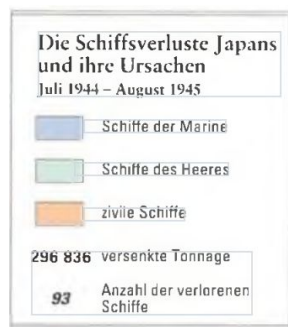 Die Schiffsverluste Japans
und ihre Ursachen
Juli 1944 – August 1945
Schiffe der Marine
Schiffe des Heeres
zivile Schiffe
296 836 versenkte Tonnage
93 Anzahl der verlorenen
Schiffe